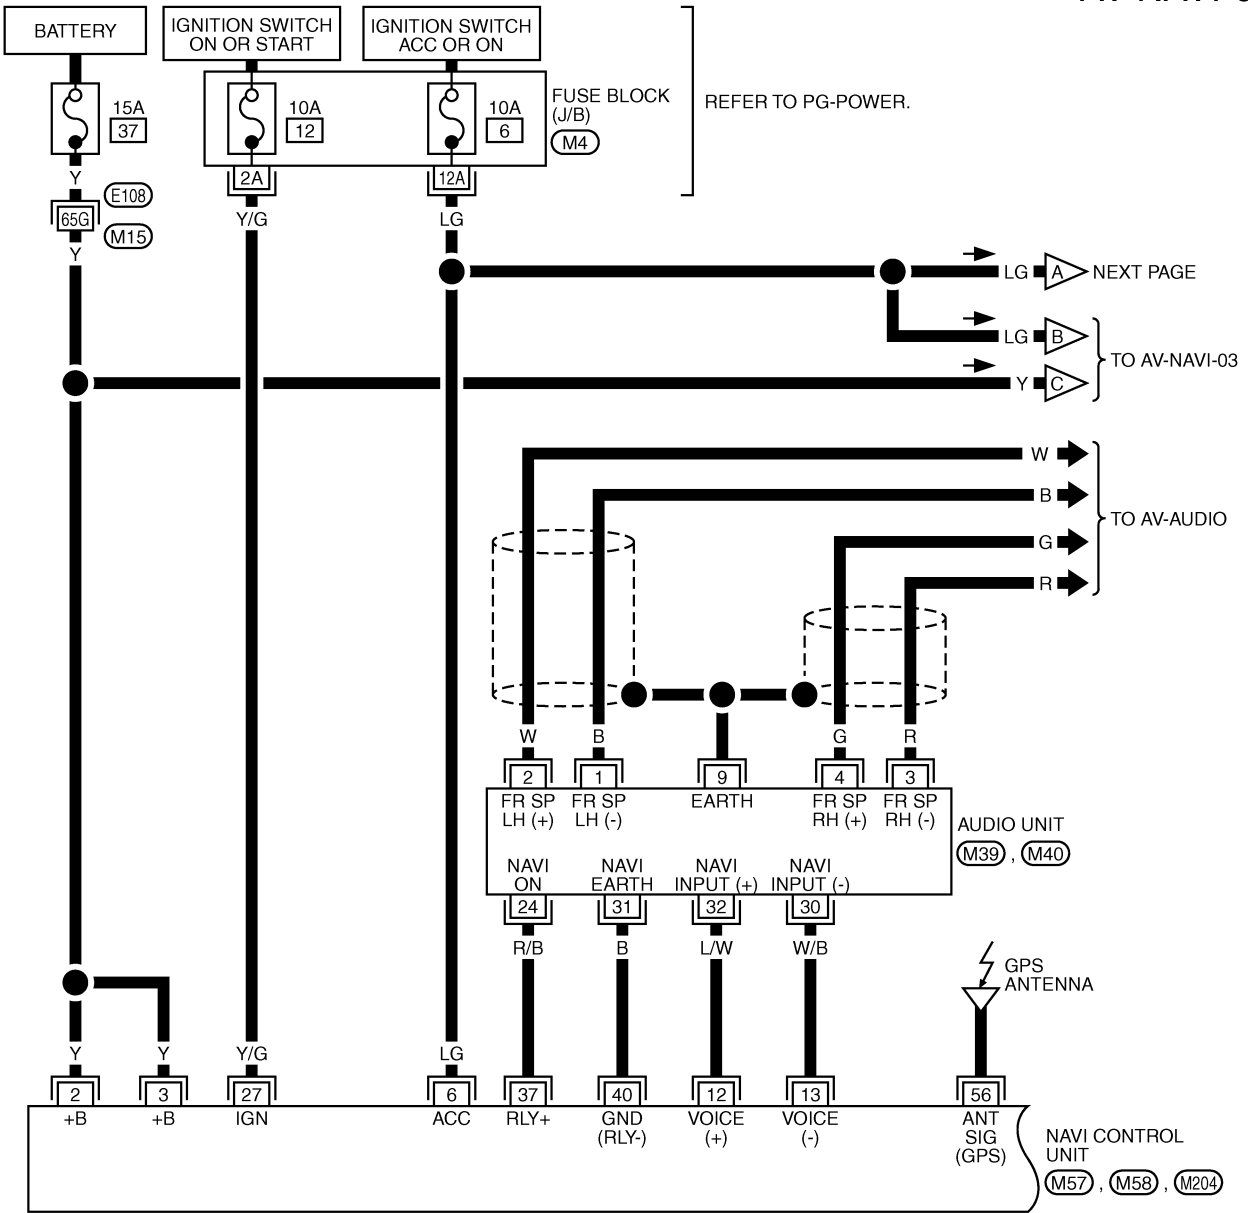 BATTERY
IGNITION SWITCH
ON OR START
IGNITION SWITCH
ACC OR ON
15A
37
10A
12
10A
6
FUSE BLOCK
(J/B)
M4
REFER TO PG-POWER.
Y
E108
65G
M15
Y
2A
Y/G
12A
LG
LG
A
NEXT PAGE
LG
B
TO AV-NAVI-03
Y
C
W
B
TO AV-AUDIO
G
R
W
B
G
R
2
1
9
4
3
FR SP
LH (+)
FR SP
LH (-)
EARTH
FR SP
RH (+)
FR SP
RH (-)
AUDIO UNIT
M39 , M40
NAVI
ON
NAVI
EARTH
NAVI
INPUT (+)
NAVI
INPUT (-)
24
31
32
30
R/B
B
L/W
W/B
GPS
ANTENNA
Y
Y
Y/G
LG
2
3
27
6
37
40
12
13
56
+B
+B
IGN
ACC
RLY+
GND
(RLY-)
VOICE
(+)
VOICE
(-)
ANT
SIG
(GPS)
NAVI CONTROL
UNIT
M57 , M58 , M204